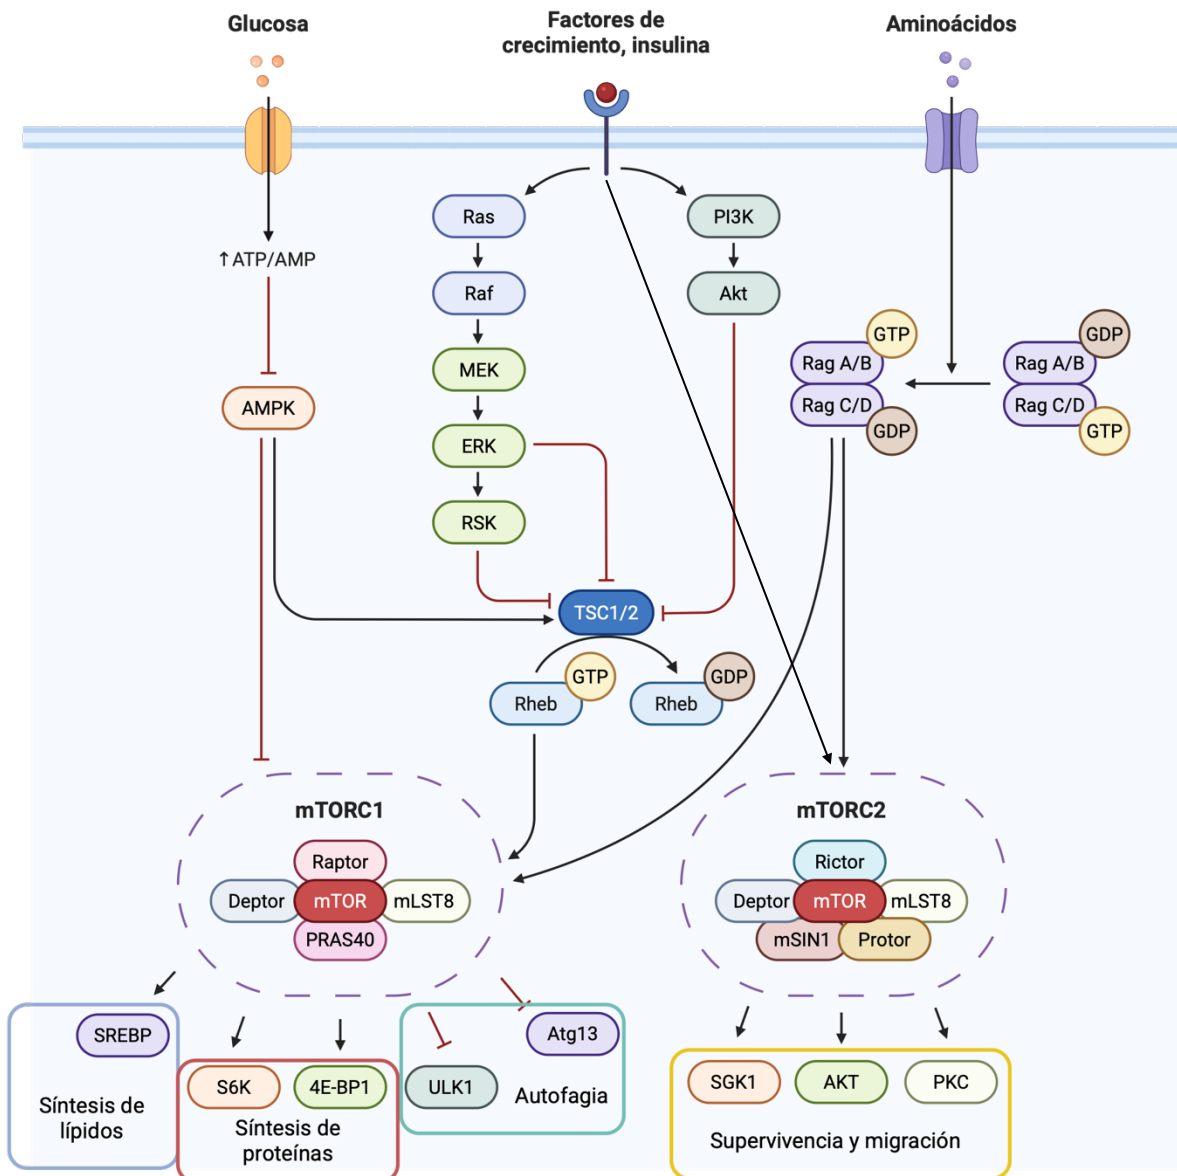 Glucosa
Factores de
crecimiento, insulina
Aminoácidos
Ras
PI3K
↑ATP/AMP
Raf
Akt
GTP
GDP
Rag A/B
Rag A/B
MEK
AMPK
Rag C/D
Rag C/D
GDP
GTP
ERK
RSK
TSC1/2
GTP
GDP
Rheb
Rheb
mTORC1
mTORC2
Raptor
Rictor
Deptor
mTOR
mLST8
Deptor
mTOR
mLST8
PRAS40
mSIN1
Protor
SREBP
Atg13
S6K
4E-BP1
ULK1
Autofagia
SGK1
AKT
PKC
Síntesis de
lípidos
Síntesis de
proteínas
Supervivencia y migración